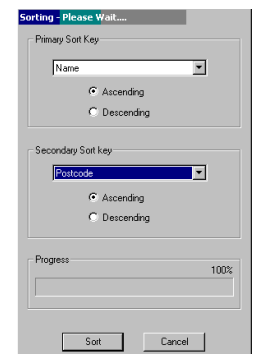 Sorting - Please Wait....
Primary Sort Key
Name
Ascending
Descending
Secondary Sort key
Postcode
Ascending
Descending
Progress
100%
Sort Cancel